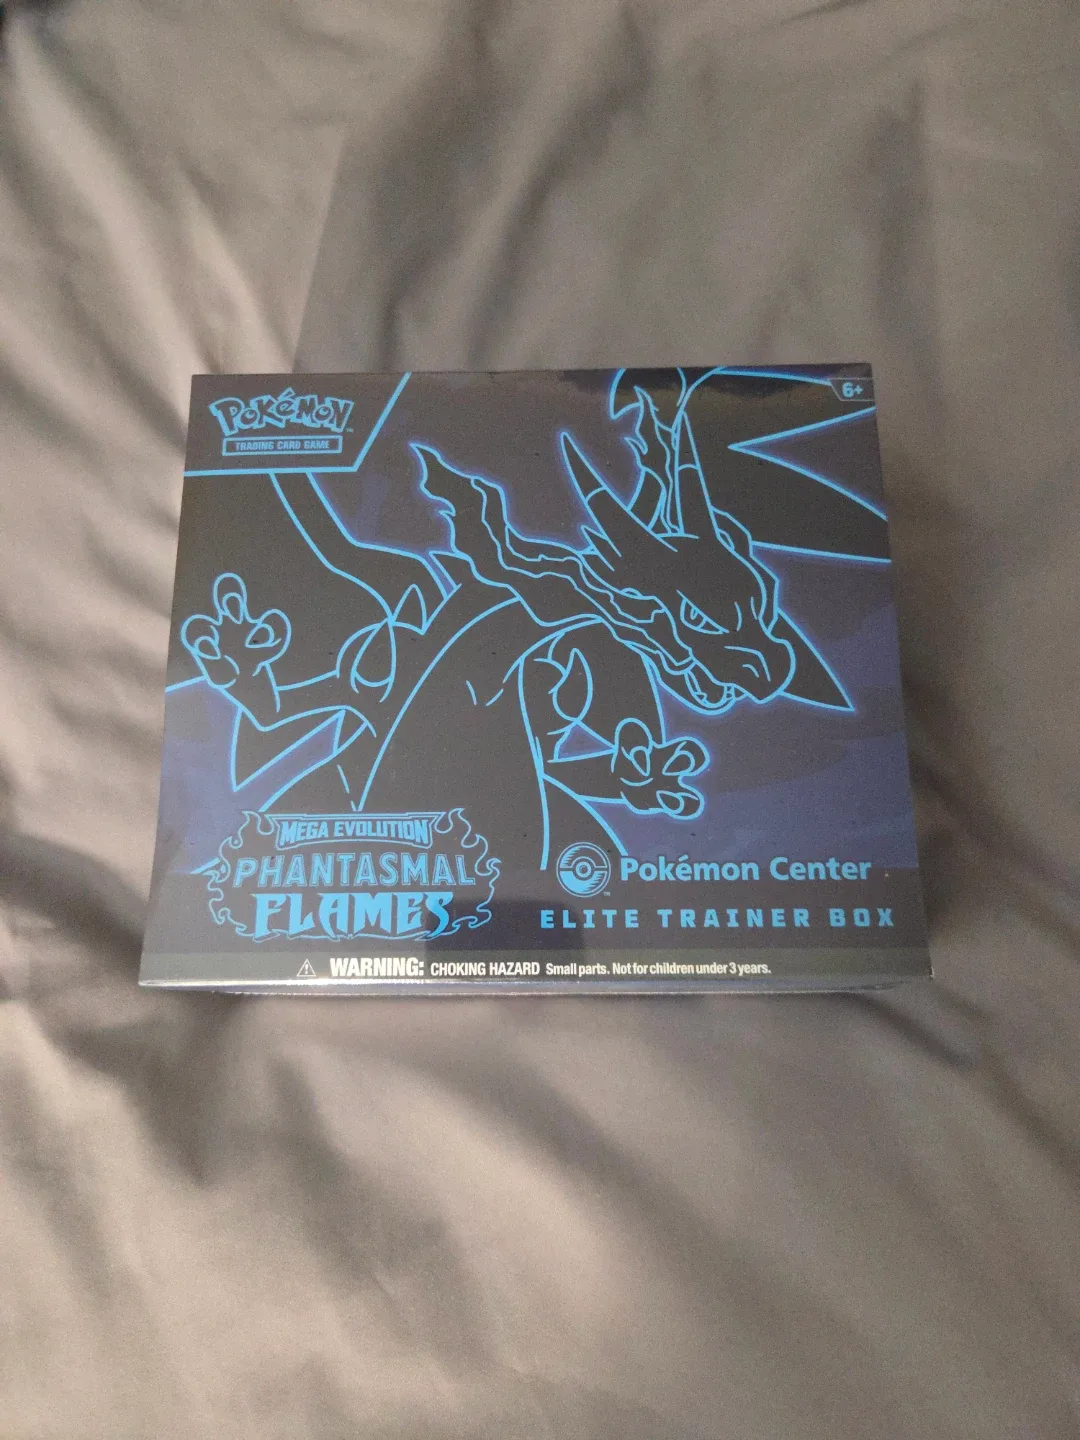 POKéMON
TRADING CARD GAME
6+
MEGA EVOLUTION
PHANTASMAL
FLAMES
Pokémon Center
ELITE TRAINER BOX
WARNING: CHOKING HAZARD Small parts. Not for children under 3 years.